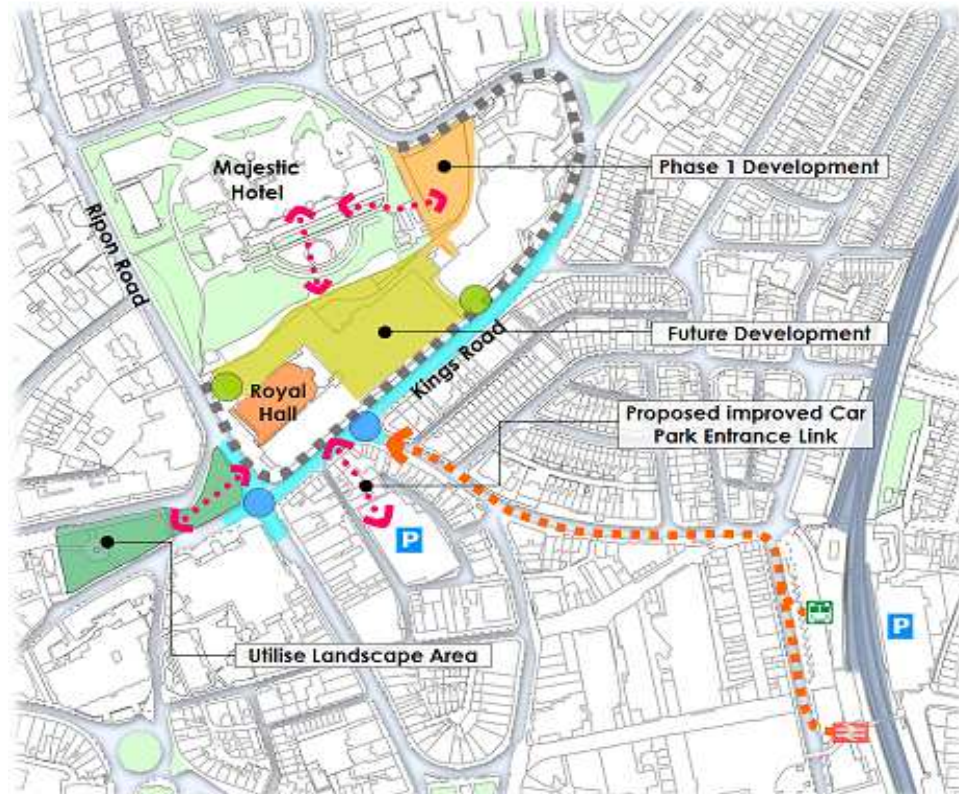 Phase 1 Development
Majestic
Hotel
Ripon Road
Future Development
Kings Road
Royal
Hall
Proposed improved Car
Park Entrance Link
P
P
Utilise Landscape Area